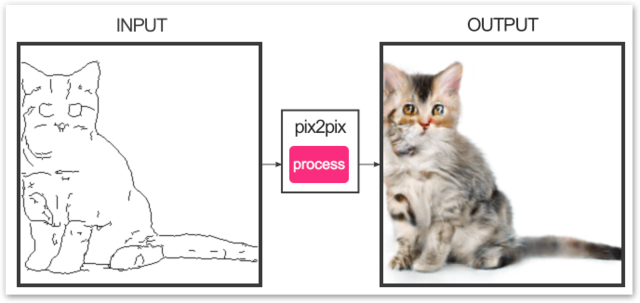 INPUT
OUTPUT
pix2pix
process